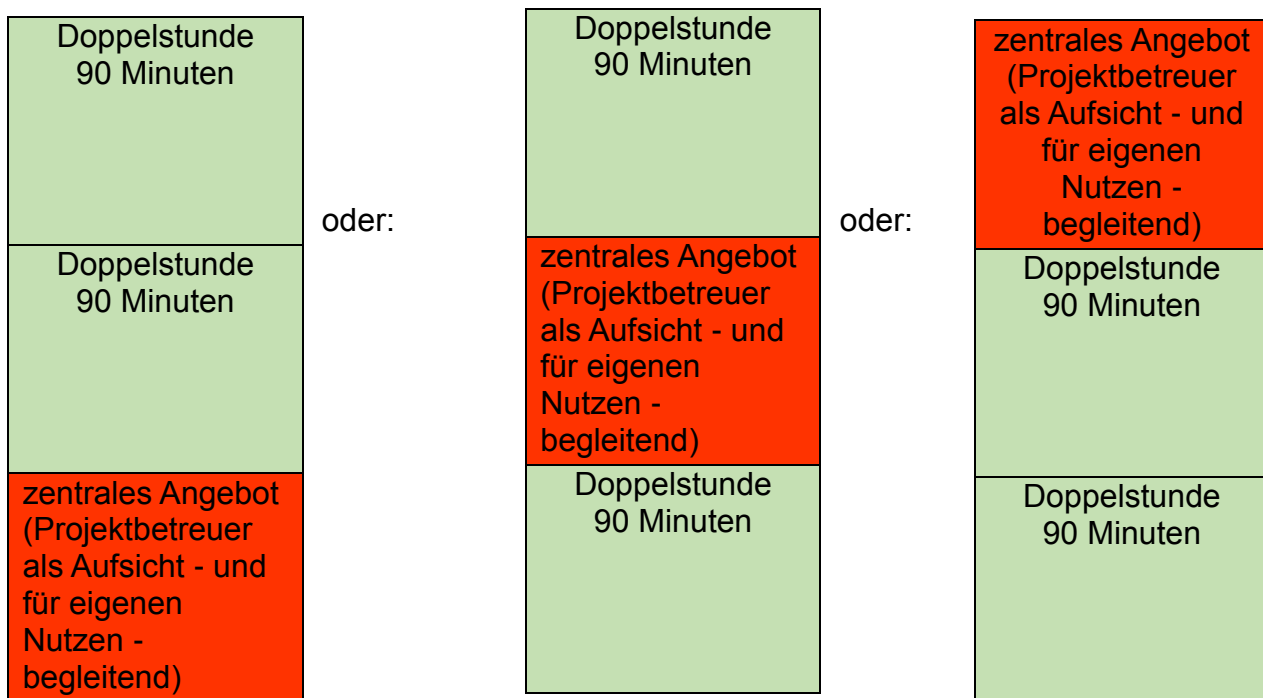 Doppelstunde
90 Minuten
Doppelstunde
90 Minuten
zentrales Angebot
(Projektbetreuer
als Aufsicht - und
für eigenen
Nutzen -
begleitend)
oder:
Doppelstunde
90 Minuten
zentrales Angebot
(Projektbetreuer
als Aufsicht - und
für eigenen
Nutzen -
begleitend)
Doppelstunde
90 Minuten
oder:
zentrales Angebot
(Projektbetreuer
als Aufsicht - und
für eigenen
Nutzen -
begleitend)
Doppelstunde
90 Minuten
Doppelstunde
90 Minuten